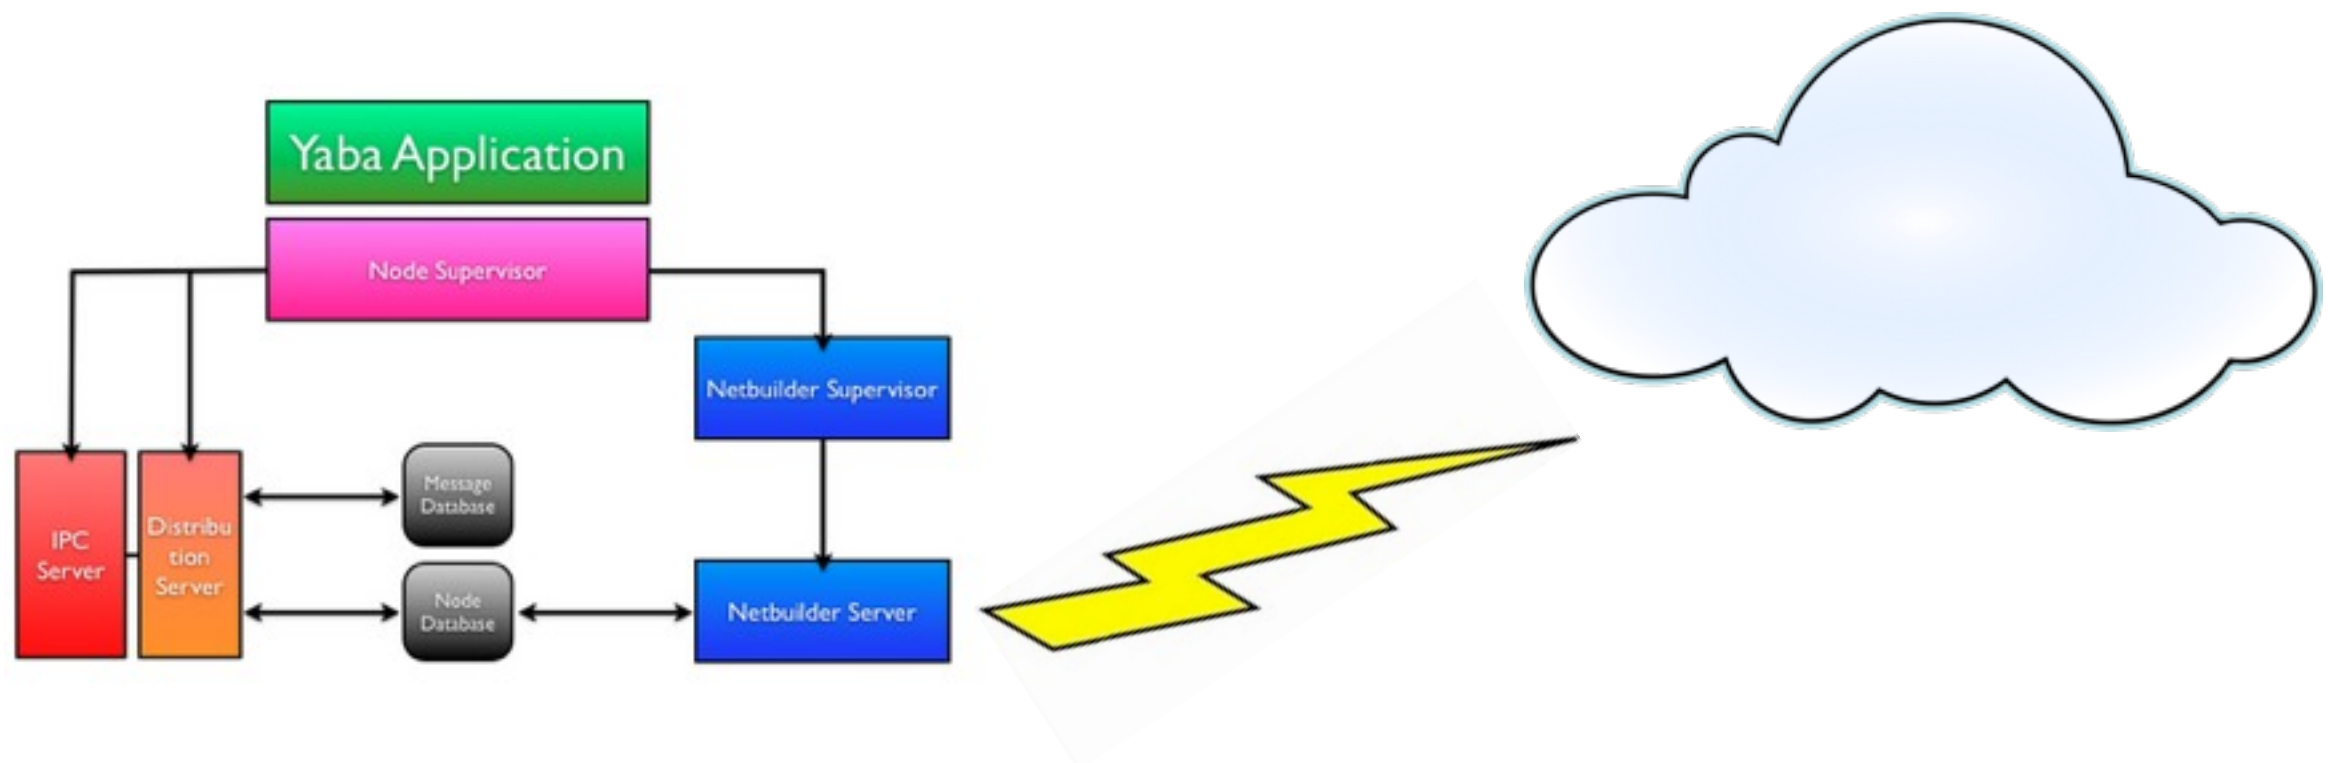 Yaba Application
Node Supervisor
Netbuilder Supervisor
IPC
Server
Distribu
tion
Server
Message
Database
Node
Database
Netbuilder Server